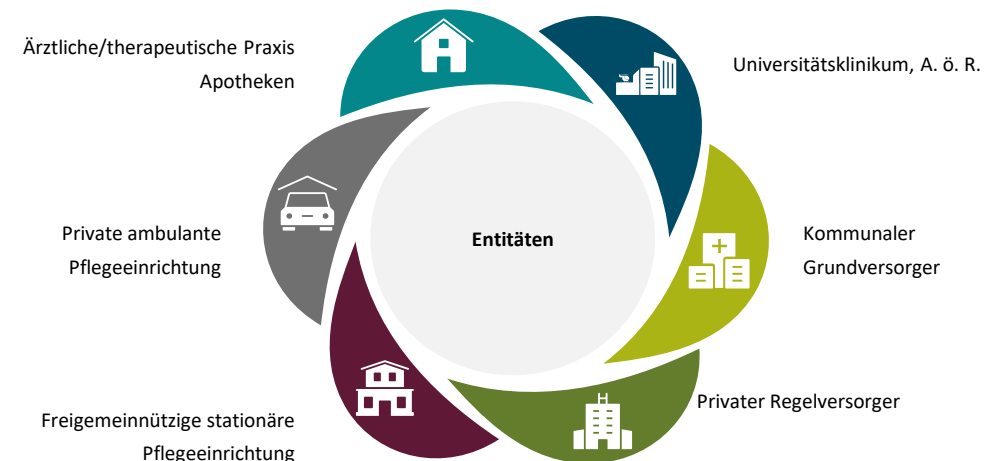 Ärztliche/therapeutische Praxis
Apotheken
Universitätsklinikum, A. ö. R.
Private ambulante
Pflegeeinrichtung
Entitäten
Kommunaler
Grundversorger
Freigemeinnützige stationäre
Pflegeeinrichtung
Privater Regelversorger